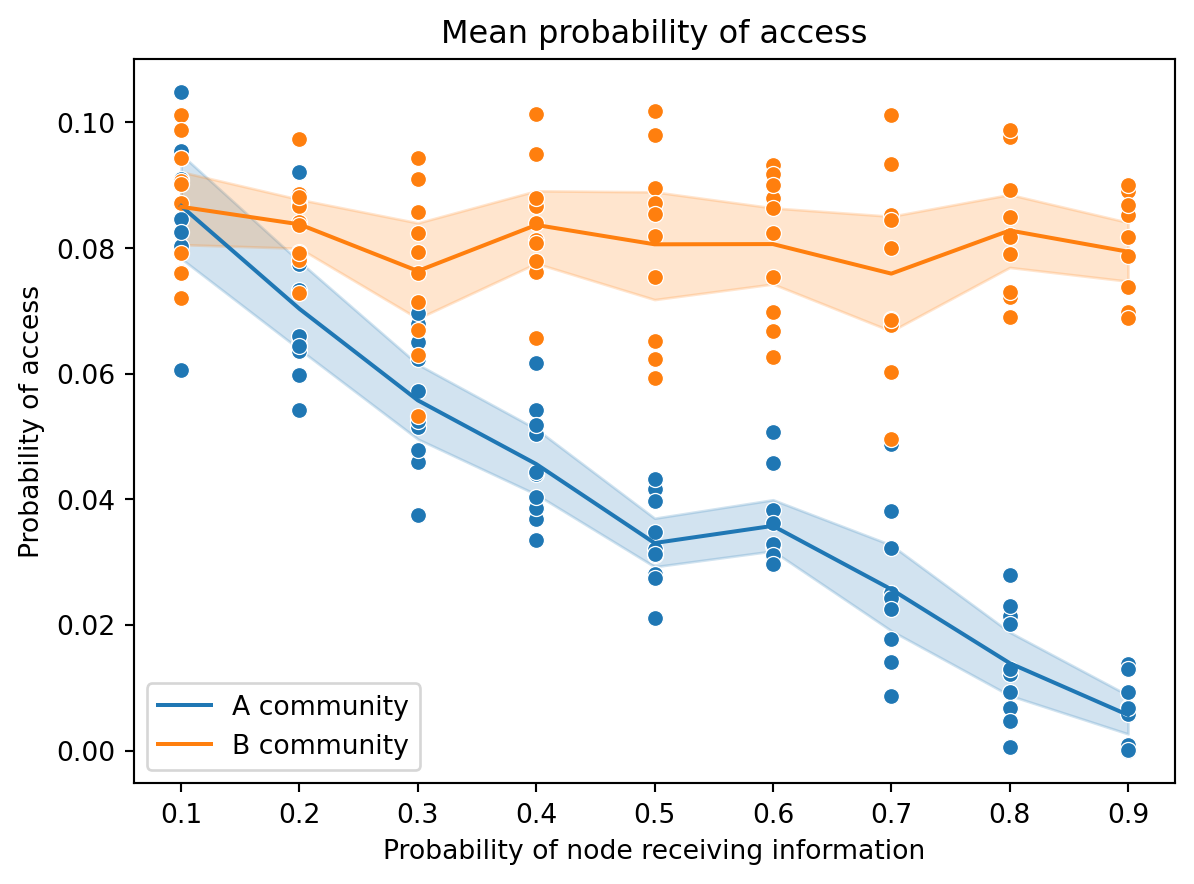 Mean probability of access
Probability of access
0.10
0.08
0.06
0.04
0.02
0.00
A community
B community
0.1 0.2 0.3 0.4 0.5 0.6 0.7 0.8 0.9
Probability of node receiving information